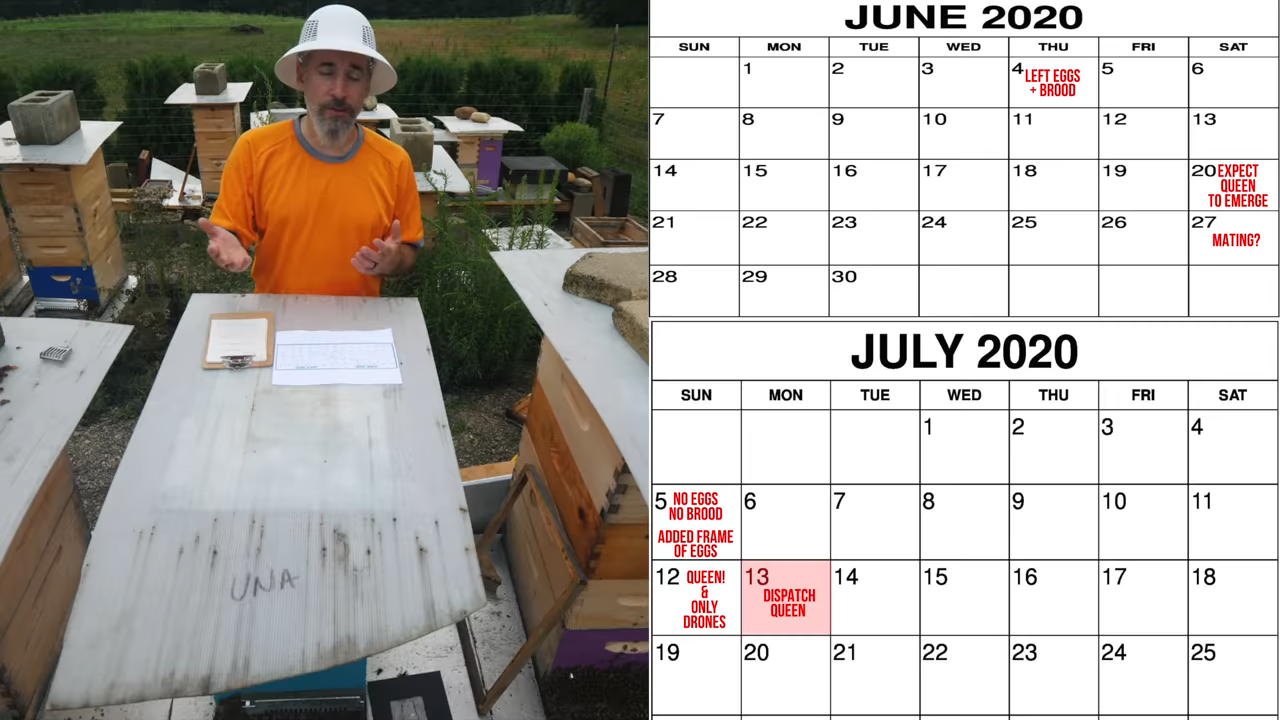 UNA
JUNE 2020
SUN MON TUE WED THU FRI SAT
1 2 3 4 LEFT EGGS + BROOD 5 6
7 8 9 10 11 12 13
14 15 16 17 18 19 20 EXPECT QUEEN TO EMERGE
21 22 23 24 25 26 27 MATING?
28 29 30
JULY 2020
SUN MON TUE WED THU FRI SAT
1 2 3 4
5 NO EGGS NO BROOD ADDED FRAME OF EGGS 6 7 8 9 10 11
12 QUEEN! & ONLY DRONES 13 DISPATCH QUEEN 14 15 16 17 18
19 20 21 22 23 24 25